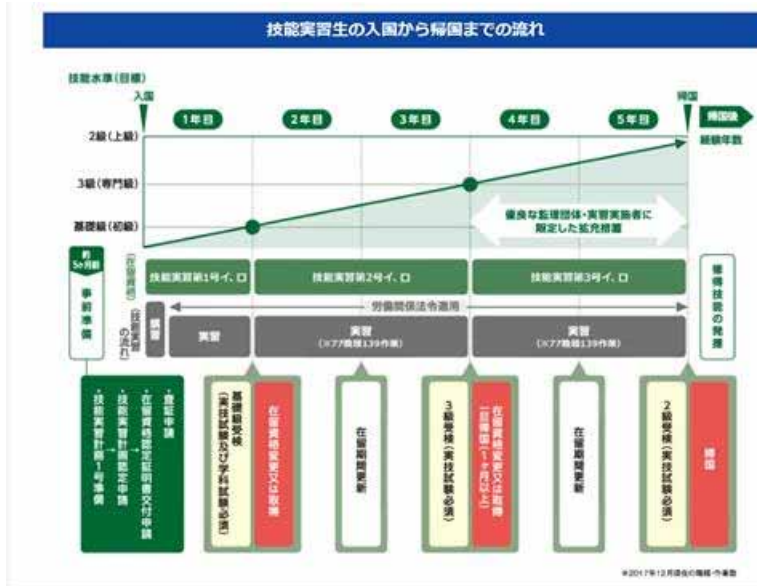 技能実習生の入国から帰国までの流れ
技能水準(目標)
入国
帰国
1年目
2年目
3年目
4年目
5年目
帰国後
経験年数
2級(上級)
3級(専門級)
基礎級(初級)
優良な監理団体・実習実施者に
限定した拡充措置
約
5ヶ月前
事前準備
(在留資格)
技能実習第1号イ、ロ
技能実習第2号イ、ロ
技能実習第3号イ、ロ
修得技能の発揮
労働関係法令適用
(技能実習
の流れ)
講習
実習
実習
(※77職種139作業)
実習
(※77職種139作業)
・技能実習計画1号準備
→
・技能実習計画認定申請
→
・在留資格認定証明書交付申請
→
・査証申請
基礎級受検
(実技試験及び学科試験必須)
在留資格変更又は取得
在留期間更新
3級受検(実技試験必須)
在留資格変更又は取得
一旦帰国(1ヶ月以上)
在留期間更新
2級受検(実技試験必須)
帰国
※2017年12月現在の職種・作業数